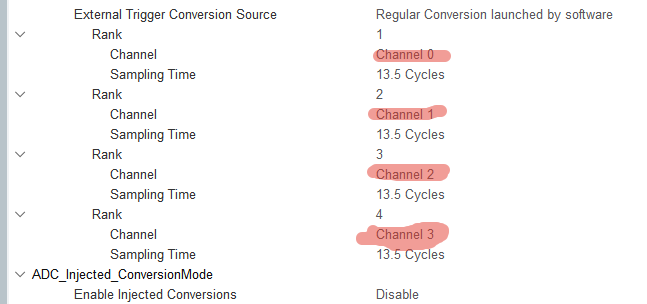 External Trigger Conversion Source Regular Conversion launched by software
Rank 1
Channel Channel 0
Sampling Time 13.5 Cycles
Rank 2
Channel Channel 1
Sampling Time 13.5 Cycles
Rank 3
Channel Channel 2
Sampling Time 13.5 Cycles
Rank 4
Channel Channel 3
Sampling Time 13.5 Cycles
ADC_Injected_ConversionMode
Enable Injected Conversions Disable